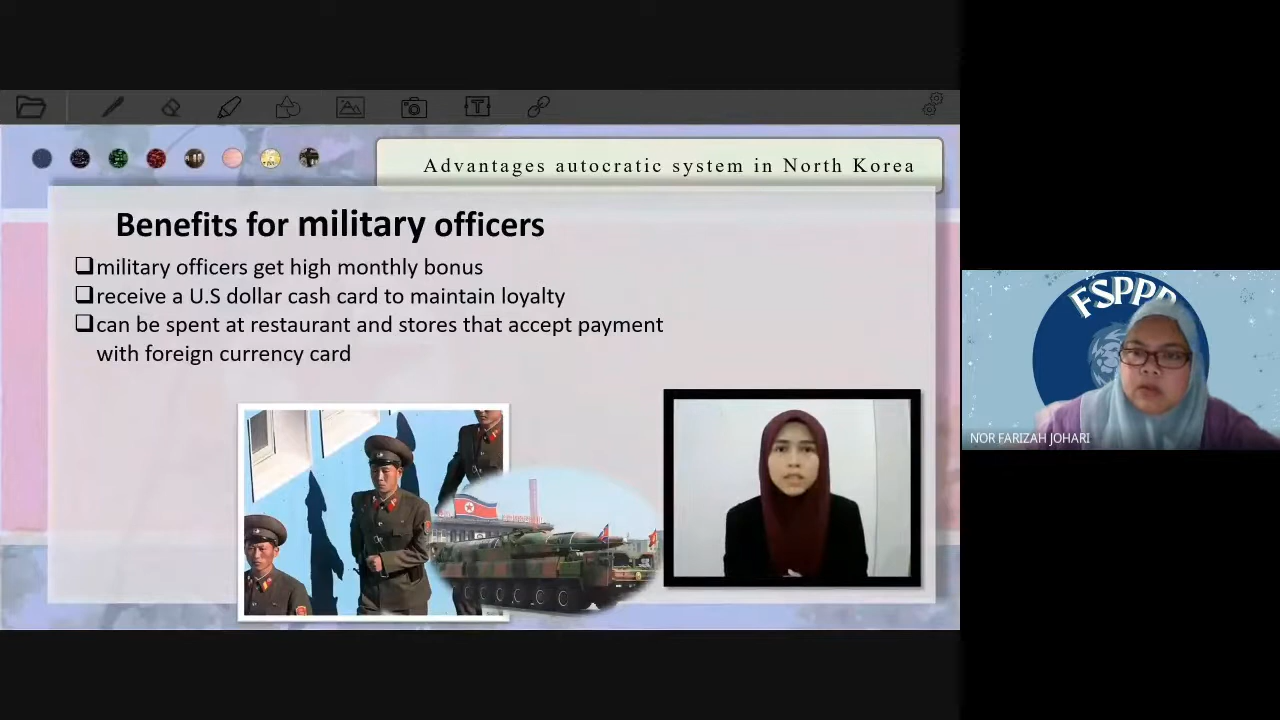 Advantages autocratic system in North Korea
Benefits for military officers
❑military officers get high monthly bonus
❑receive a U.S dollar cash card to maintain loyalty
❑can be spent at restaurant and stores that accept payment
with foreign currency card
FSPPP
NOR FARIZAH JOHARI